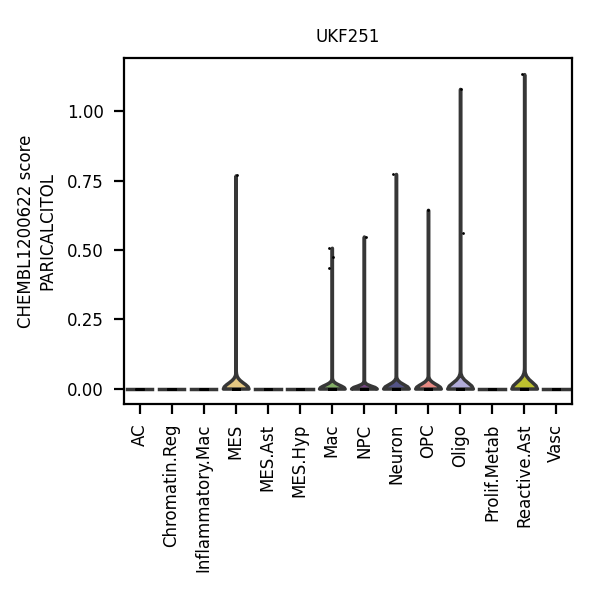 UKF251
CHEMBL1200622 score
PARICALCITOL
1.00
0.75
0.50
0.25
0.00
AC
Chromatin.Reg
Inflammatory.Mac
MES
MES.Ast
MES.Hyp
Mac
NPC
Neuron
OPC
Oligo
Prolif.Metab
Reactive.Ast
Vasc